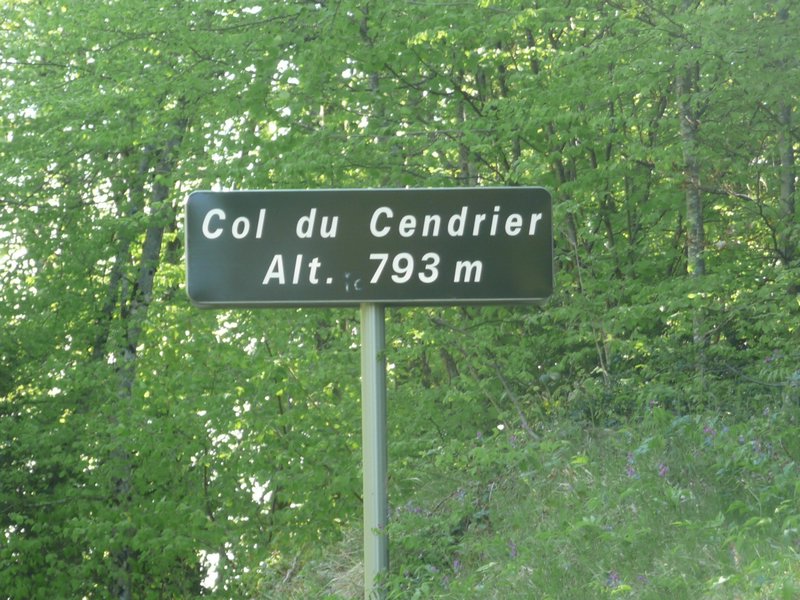 Col du Cendrier
Alt. 793 m